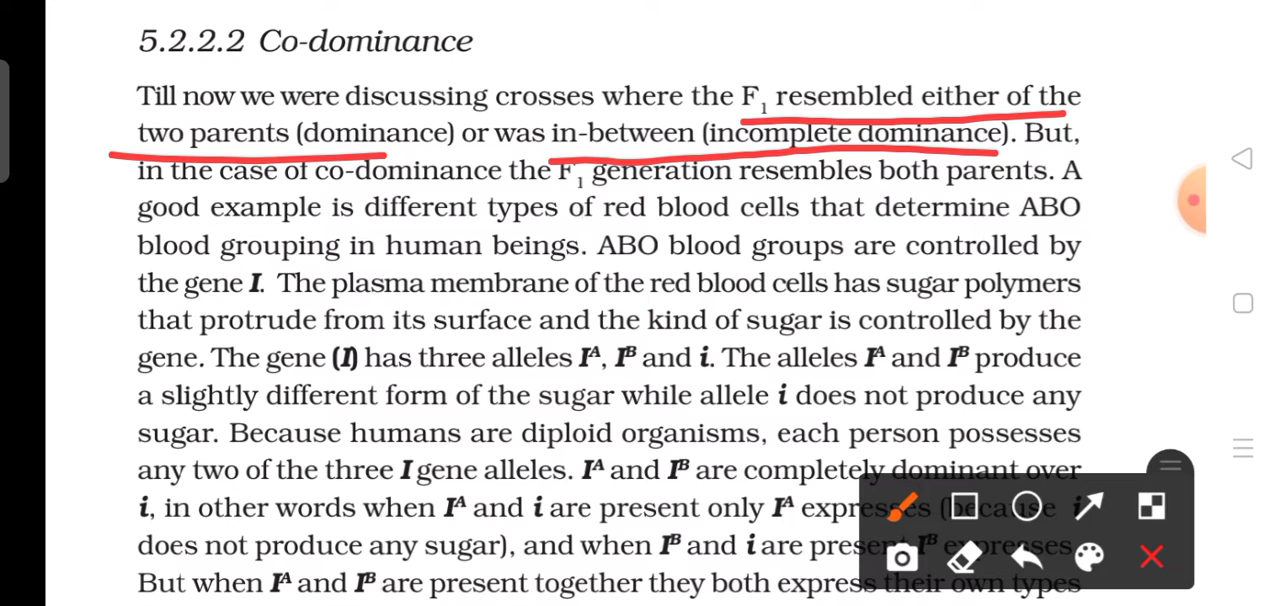 5.2.2.2 Co-dominance
Till now we were discussing crosses where the F₁ resembled either of the
two parents (dominance) or was in-between (incomplete dominance). But,
in the case of co-dominance the F₁ generation resembles both parents. A
good example is different types of red blood cells that determine ABO
blood grouping in human beings. ABO blood groups are controlled by
the gene I. The plasma membrane of the red blood cells has sugar polymers
that protrude from its surface and the kind of sugar is controlled by the
gene. The gene (I) has three alleles Iᴬ, Iᴮ and i. The alleles Iᴬ and Iᴮ produce
a slightly different form of the sugar while allele i does not produce any
sugar. Because humans are diploid organisms, each person possesses
any two of the three I gene alleles. Iᴬ and Iᴮ are completely dominant over
i, in other words when Iᴬ and i are present only Iᴬ expresses (because i
does not produce any sugar), and when Iᴮ and i are present Iᴮ expresses.
But when Iᴬ and Iᴮ are present together they both express their own types